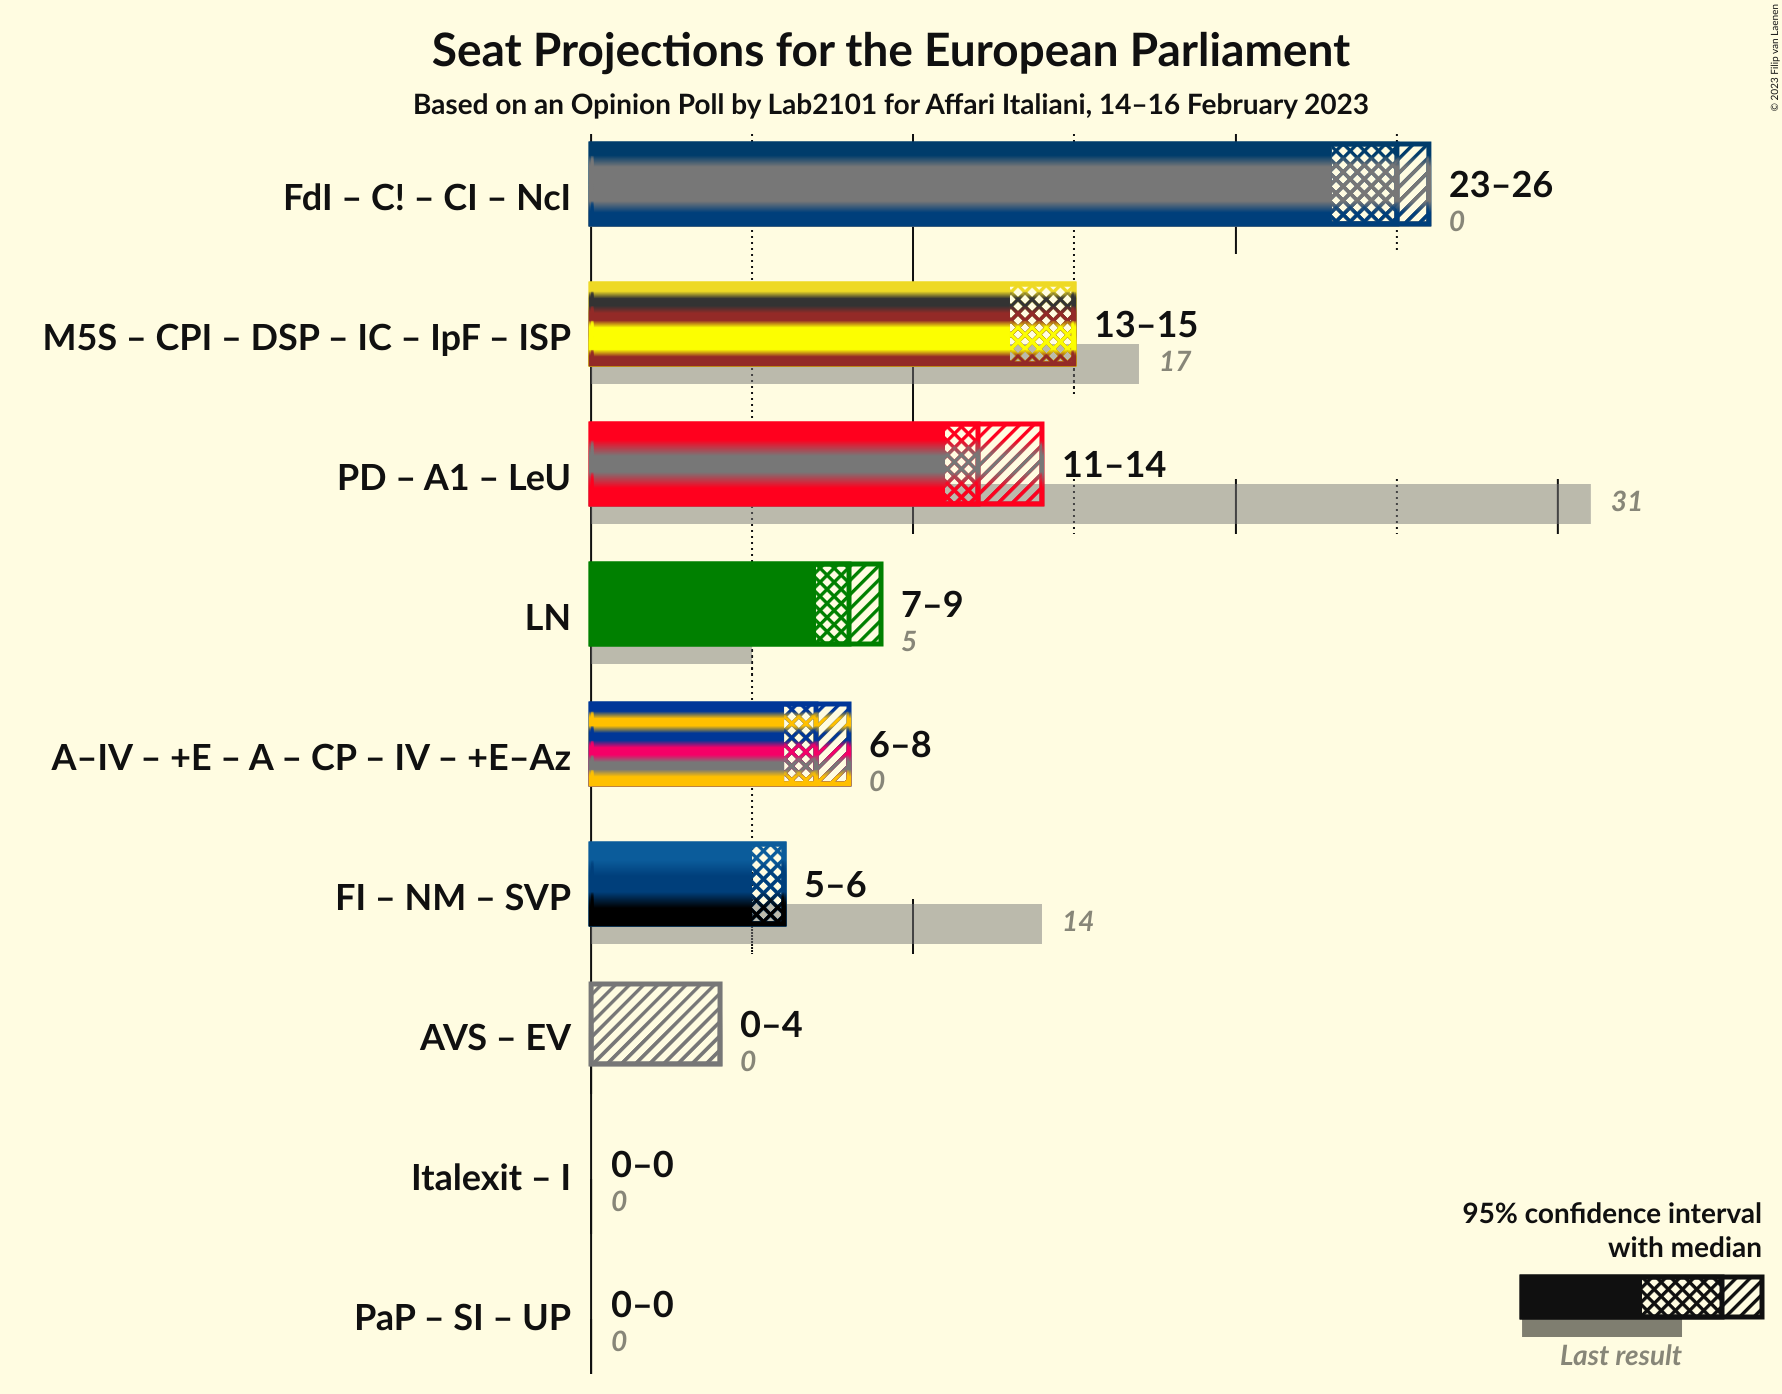 Seat Projections for the European Parliament
Based on an Opinion Poll by Lab2101 for Affari Italiani, 14–16 February 2023
© 2023 Filip van Laenen
FdI – C! – CI – NcI
23–26
0
M5S – CPI – DSP – IC – IpF – ISP
13–15
17
PD – A1 – LeU
11–14
31
LN
7–9
5
A–IV – +E – A – CP – IV – +E–Az
6–8
0
FI – NM – SVP
5–6
14
AVS – EV
0–4
0
Italexit – I
0–0
0
PaP – SI – UP
0–0
0
95% confidence interval
with median
Last result